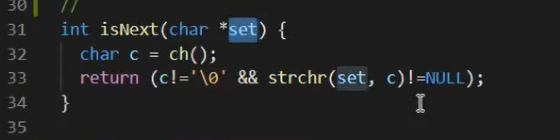 30 //
31 int isNext(char *set) {
32 char c = ch();
33 return (c!='\0' && strchr(set, c)!=NULL);
34 }
35